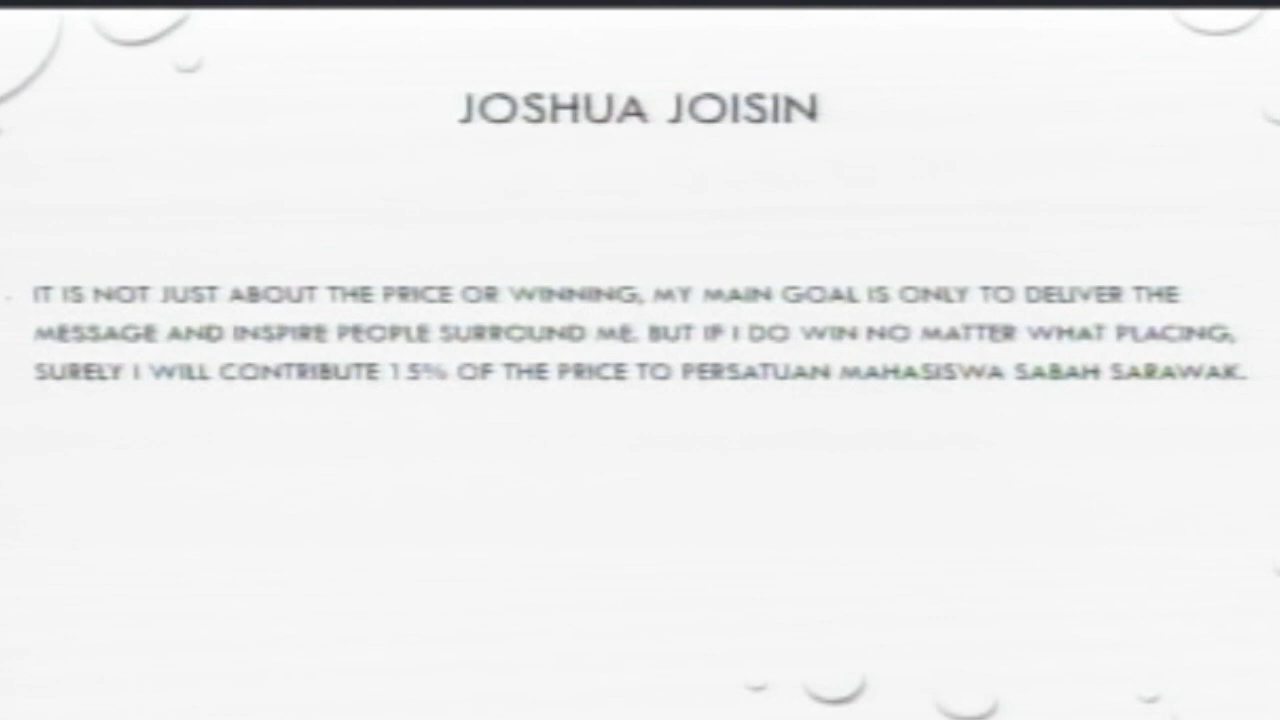 JOSHUA JOISIN
IT IS NOT JUST ABOUT THE PRICE OR WINNING, MY MAIN GOAL IS ONLY TO DELIVER THE
MESSAGE AND INSPIRE PEOPLE SURROUND ME. BUT IF I DO WIN NO MATTER WHAT PLACING,
SURELY I WILL CONTRIBUTE 15% OF THE PRICE TO PERSATUAN MAHASISWA SABAH SARAWAK.